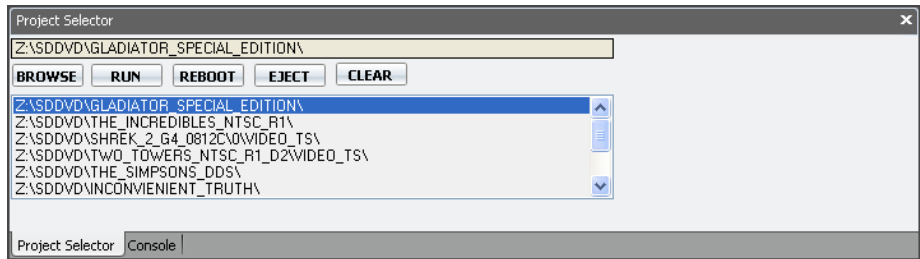 Project Selector
Z:\SDDVD\GLADIATOR_SPECIAL_EDITION\
BROWSE RUN REBOOT EJECT CLEAR
Z:\SDDVD\GLADIATOR_SPECIAL_EDITION\
Z:\SDDVD\THE_INCREDIBLES_NTSC_R1\
Z:\SDDVD\SHREK_2_G4_0812C\0\VIDEO_TS\
Z:\SDDVD\TWO_TOWERS_NTSC_R1_D2\VIDEO_TS\
Z:\SDDVD\THE_SIMPSONS_DDS\
Z:\SDDVD\INCONVIENIENT_TRUTH\
Project Selector Console